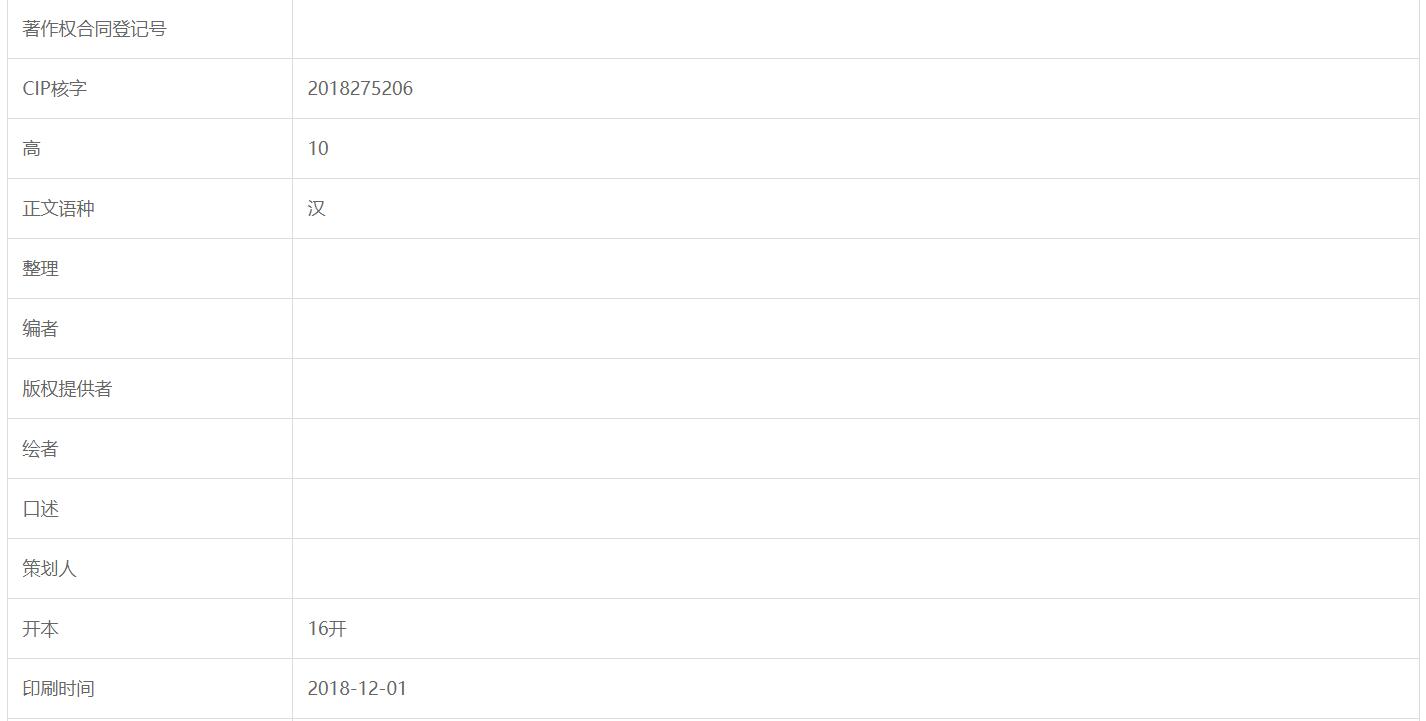 著作权合同登记号
CIP核字 2018275206
高 10
正文语种 汉
整理
编者
版权提供者
绘者
口述
策划人
开本 16开
印刷时间 2018-12-01